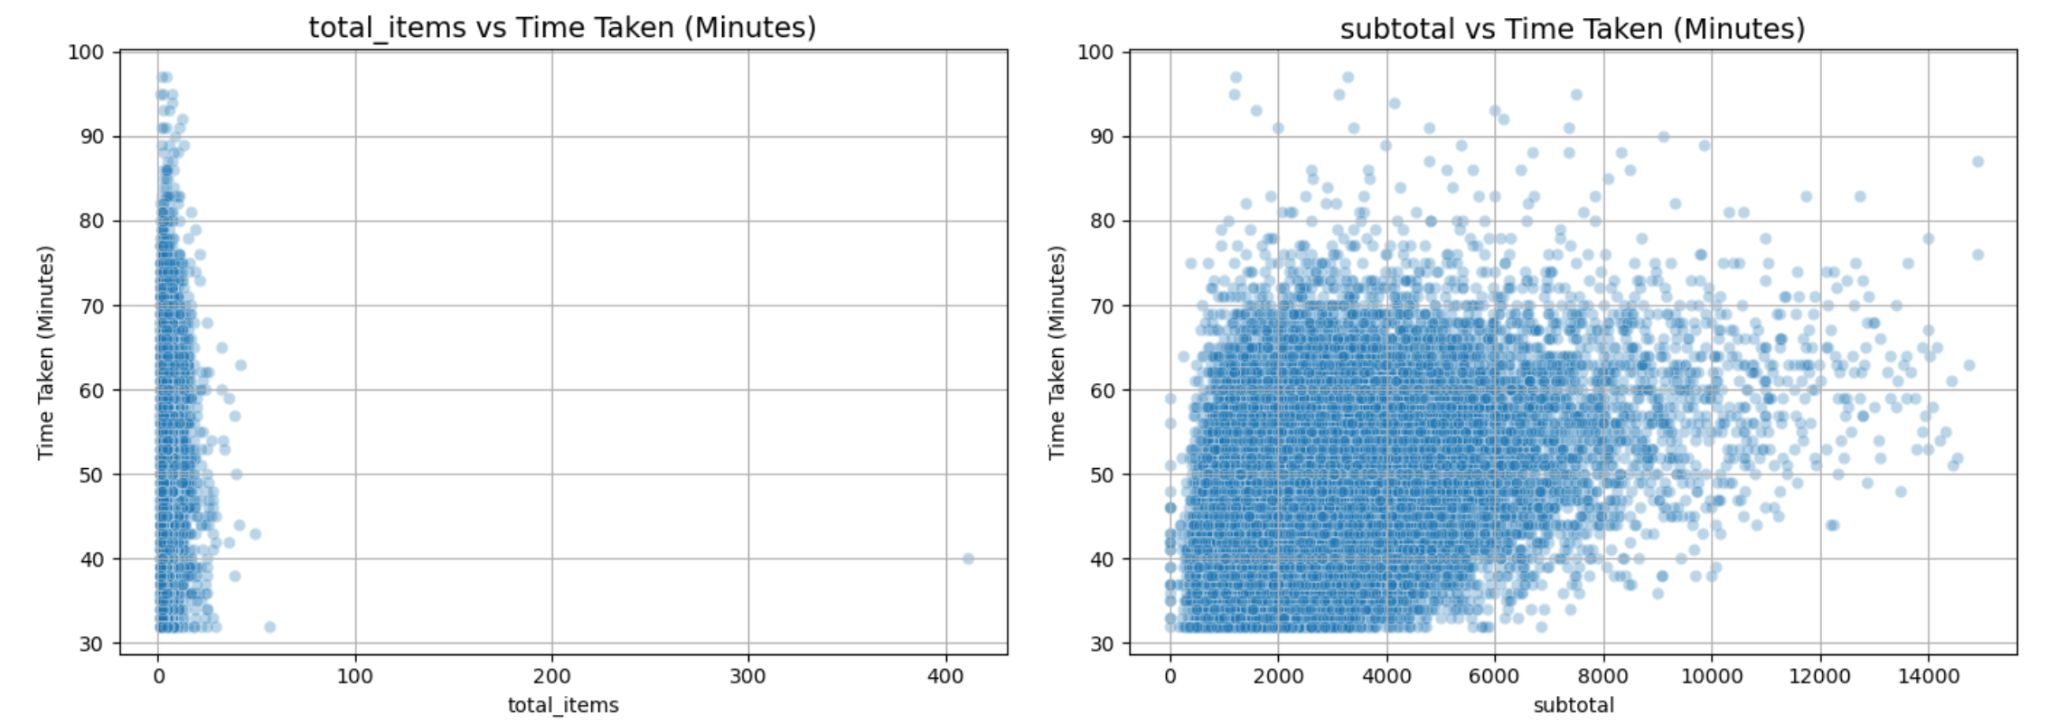 total_items vs Time Taken (Minutes)
100
90
80
70
60
50
40
30
Time Taken (Minutes)
0 100 200 300 400
total_items
subtotal vs Time Taken (Minutes)
100
90
80
70
60
50
40
30
Time Taken (Minutes)
0 2000 4000 6000 8000 10000 12000 14000
subtotal